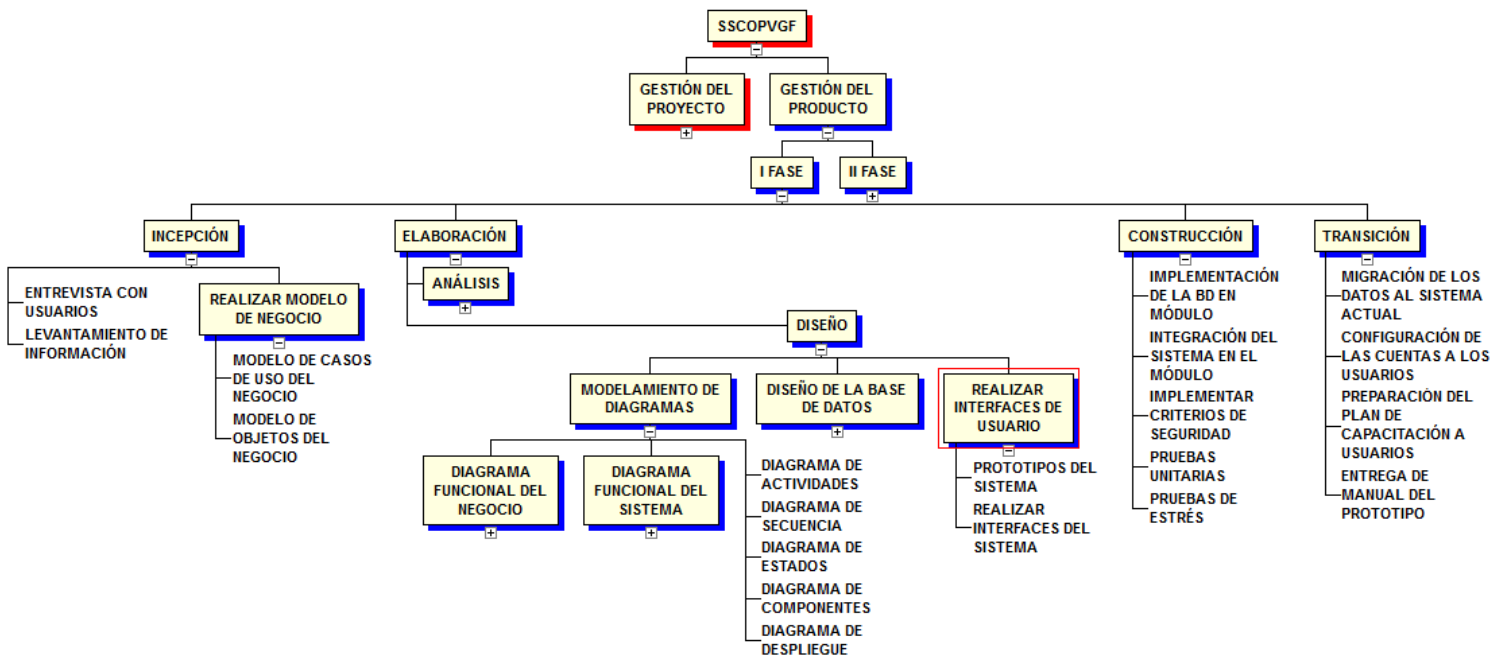 SSCOPVGF
GESTIÓN DEL
PROYECTO
GESTIÓN DEL
PRODUCTO
I FASE
II FASE
INCEPCIÓN
ENTREVISTA CON
USUARIOS
LEVANTAMIENTO DE
INFORMACIÓN
REALIZAR MODELO
DE NEGOCIO
MODELO DE CASOS
DE USO DEL
NEGOCIO
MODELO DE
OBJETOS DEL
NEGOCIO
ELABORACIÓN
ANÁLISIS
DISEÑO
MODELAMIENTO DE
DIAGRAMAS
DIAGRAMA
FUNCIONAL DEL
NEGOCIO
DIAGRAMA
FUNCIONAL DEL
SISTEMA
DIAGRAMA DE
ACTIVIDADES
DIAGRAMA DE
SECUENCIA
DIAGRAMA DE
ESTADOS
DIAGRAMA DE
COMPONENTES
DIAGRAMA DE
DESPLIEGUE
DISEÑO DE LA BASE
DE DATOS
REALIZAR
INTERFACES DE
USUARIO
PROTOTIPOS DEL
SISTEMA
REALIZAR
INTERFACES DEL
SISTEMA
CONSTRUCCIÓN
IMPLEMENTACIÓN
DE LA BD EN
MÓDULO
INTEGRACIÓN DEL
SISTEMA EN EL
MÓDULO
IMPLEMENTAR
CRITERIOS DE
SEGURIDAD
PRUEBAS
UNITARIAS
PRUEBAS DE
ESTRÉS
TRANSICIÓN
MIGRACIÓN DE LOS
DATOS AL SISTEMA
ACTUAL
CONFIGURACIÓN DE
LAS CUENTAS A LOS
USUARIOS
PREPARACIÓN DEL
PLAN DE
CAPACITACIÓN A
USUARIOS
ENTREGA DE
MANUAL DEL
PROTOTIPO